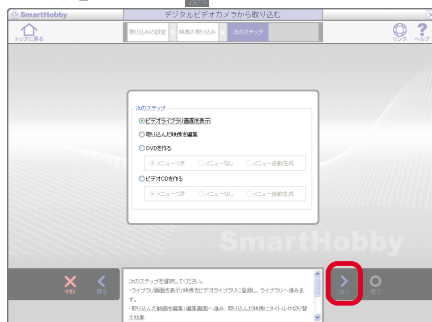 SmartHobby
デジタルビデオカメラから取り込む
トップに戻る
取り込みの設定
映像の取り込み
次のステップ
リンク
ヘルプ
次のステップ
ビデオライブラリ画面を表示
取り込んだ映像を編集
DVDを作る
メニューつき
メニューなし
メニュー自動生成
ビデオCDを作る
メニューつき
メニューなし
メニュー自動生成
SmartHobby
中断
戻る
次のステップを選択してください。
・ライブラリ画面を表示:映像をビデオライブラリに登録し、ライブラリへ進みま
す。
・取り込んだ動画を編集:編集画面へ進み、取り込んだ映像にタイトルや切り替
え効果
次へ
完了